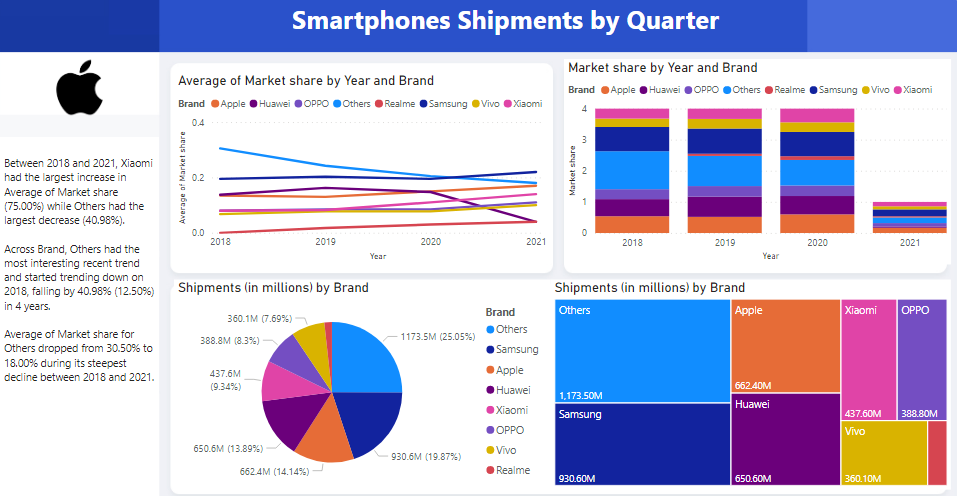 Smartphones Shipments by Quarter
Between 2018 and 2021, Xiaomi
had the largest increase in
Average of Market share
(75.00%) while Others had the
largest decrease (40.98%).
Across Brand, Others had the
most interesting recent trend
and started trending down on
2018, falling by 40.98% (12.50%)
in 4 years.
Average of Market share for
Others dropped from 30.50% to
18.00% during its steepest
decline between 2018 and 2021.
Average of Market share by Year and Brand
Brand Apple Huawei OPPO Others Realme Samsung Vivo Xiaomi
Average of Market share
0.4
0.2
0.0
2018 2019 2020 2021
Year
Market share by Year and Brand
Brand Apple Huawei OPPO Others Realme Samsung Vivo Xiaomi
Market share
4
3
2
1
0
2018 2019 2020 2021
Year
Shipments (in millions) by Brand
360.1M (7.69%)
388.8M (8.3%)
437.6M
(9.34%)
650.6M (13.89%)
662.4M (14.14%)
930.6M (19.87%)
1173.5M (25.05%)
Brand
Others
Samsung
Apple
Huawei
Xiaomi
OPPO
Vivo
Realme
Shipments (in millions) by Brand
Others
1,173.50M
Samsung
930.60M
Apple
662.40M
Huawei
650.60M
Xiaomi
437.60M
OPPO
388.80M
Vivo
360.10M